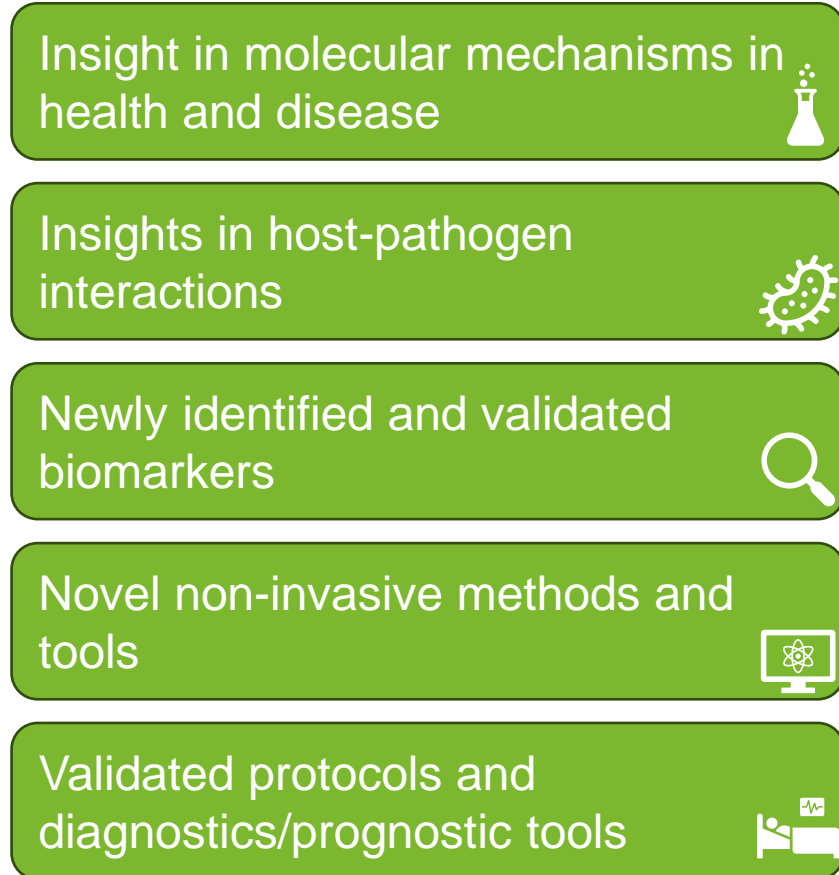 Insight in molecular mechanisms in
health and disease
Insights in host-pathogen
interactions
Newly identified and validated
biomarkers
Novel non-invasive methods and
tools
Validated protocols and
diagnostics/prognostic tools